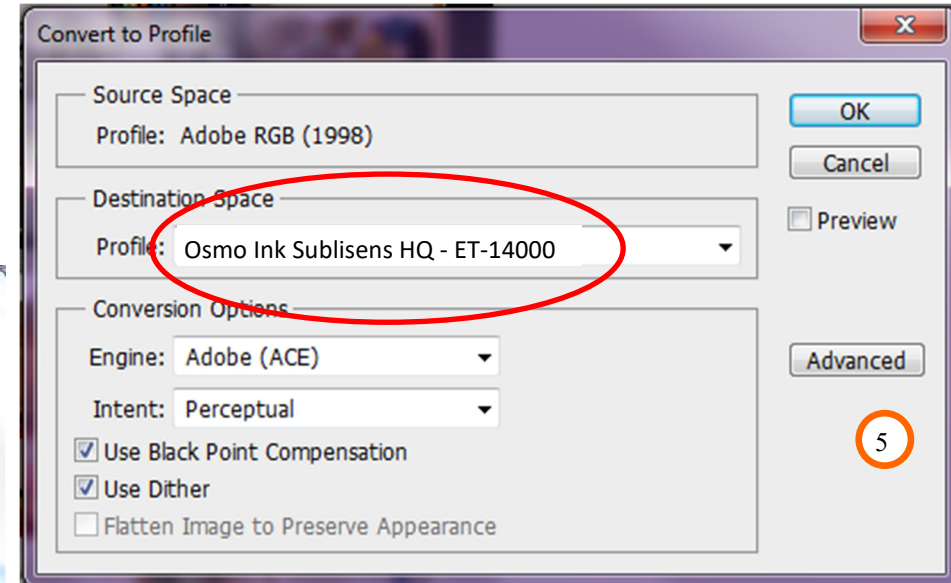 Convert to Profile
Source Space
Profile: Adobe RGB (1998)
OK
Cancel
Preview
Destination Space
Profile: Osmo Ink Sublisens HQ - ET-14000
Conversion Options
Engine: Adobe (ACE)
Advanced
Intent: Perceptual
5
Use Black Point Compensation
Use Dither
Flatten Image to Preserve Appearance